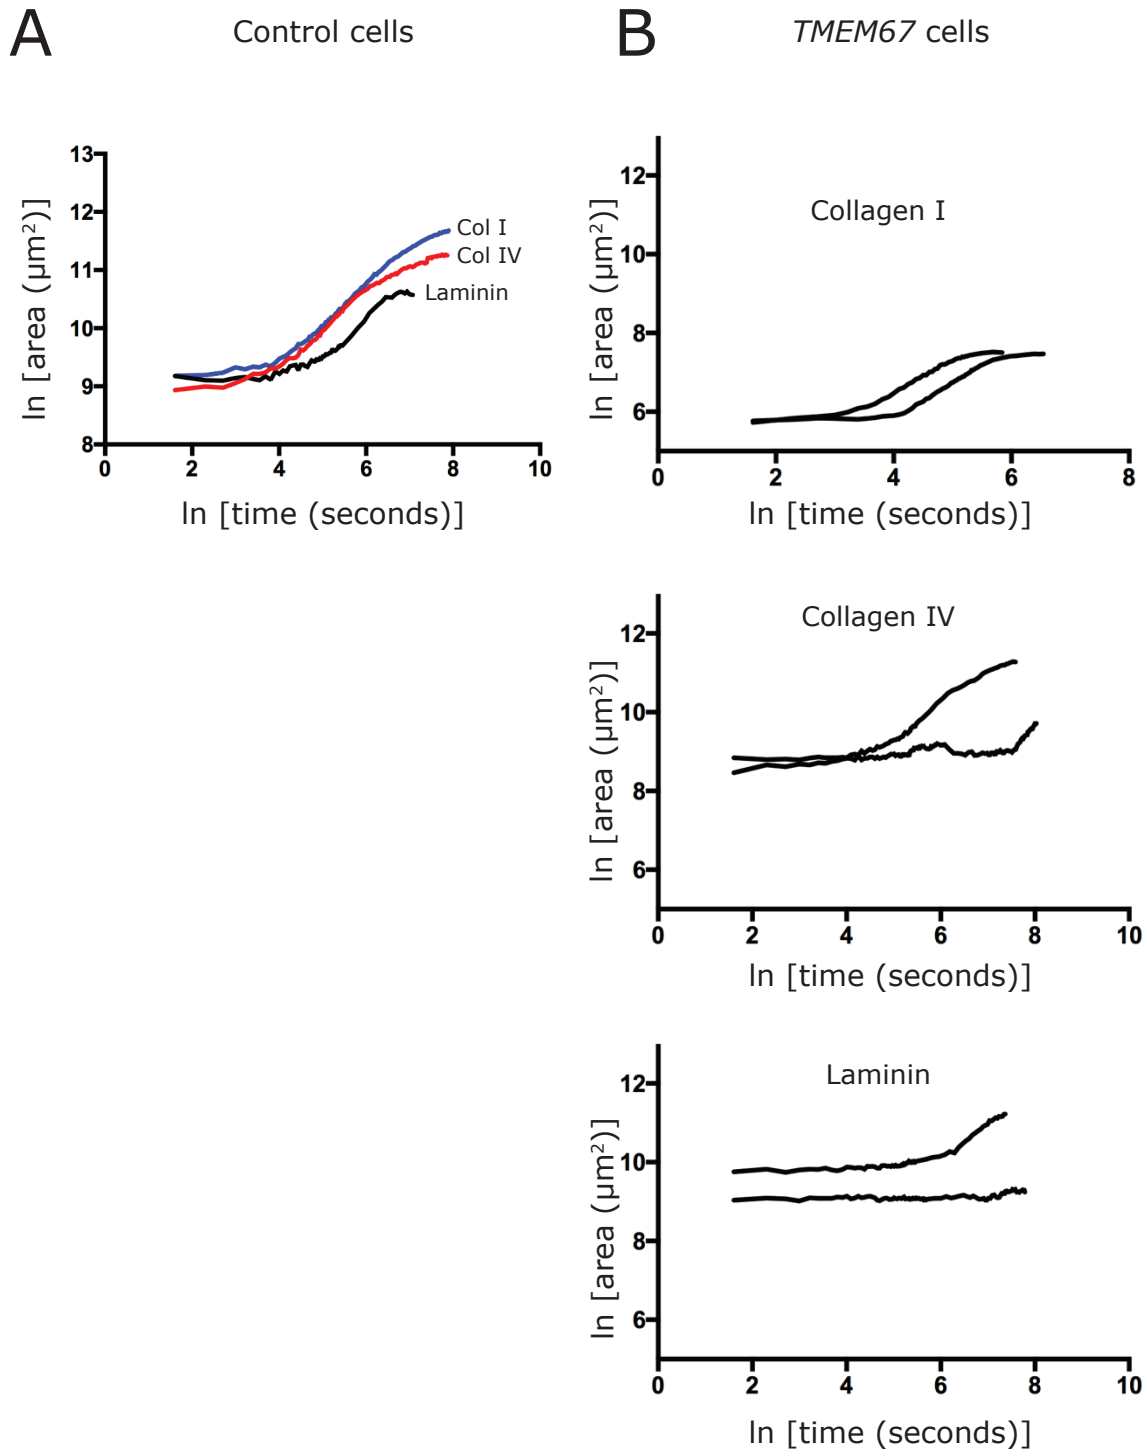 A
Control cells
B
TMEM67 cells
13
12
11
10
9
8
0
2
4
6
8
10
ln [area (µm²)]
ln [time (seconds)]
Col I
Col IV
Laminin
Collagen I
12
10
8
6
0
2
4
6
8
ln [area (µm²)]
ln [time (seconds)]
Collagen IV
12
10
8
6
0
2
4
6
8
10
ln [area (µm²)]
ln [time (seconds)]
Laminin
12
10
8
6
0
2
4
6
8
10
ln [area (µm²)]
ln [time (seconds)]